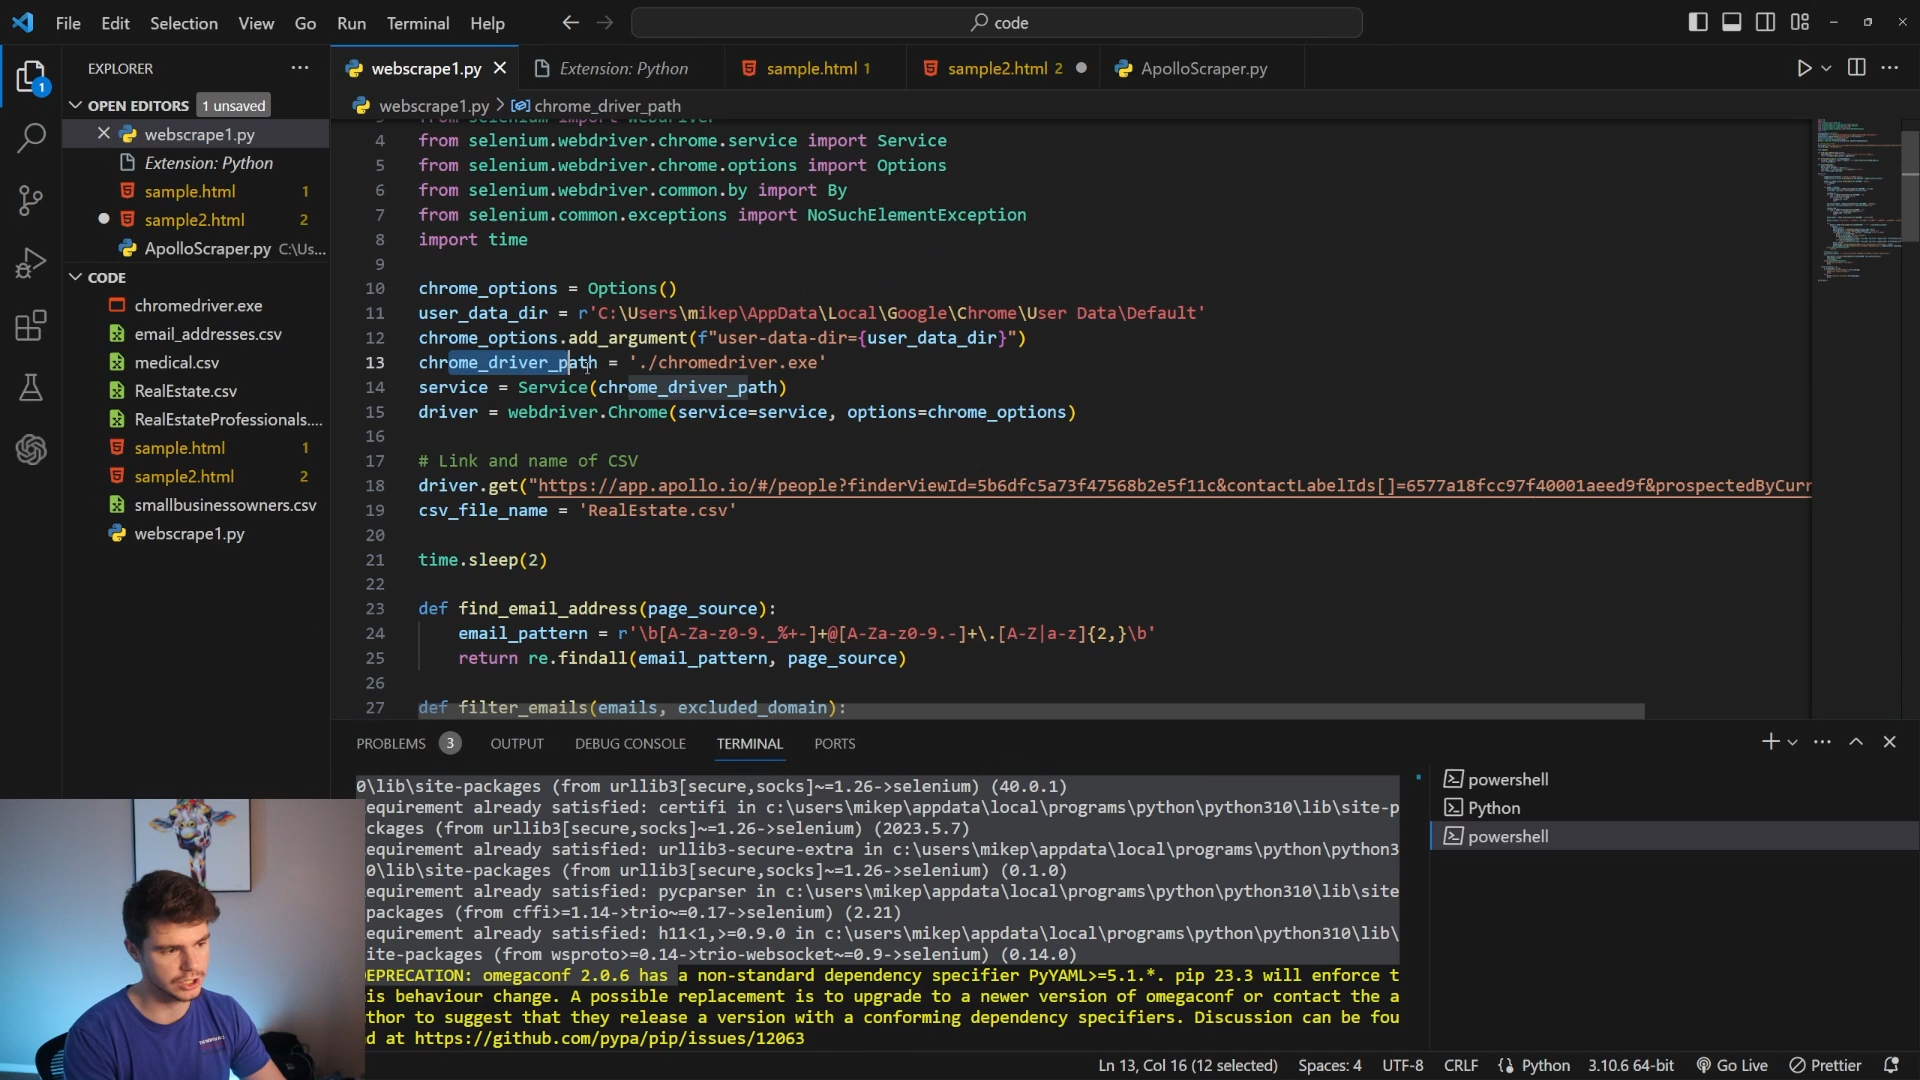 File Edit Selection View Go Run Terminal Help code
EXPLORER
OPEN EDITORS 1 unsaved
webscrape1.py
Extension: Python
sample.html 1
sample2.html 2
ApolloScraper.py C:\Us...
CODE
chromedriver.exe
email_addresses.csv
medical.csv
RealEstate.csv
RealEstateProfessionals....
sample.html 1
sample2.html 2
smallbusinessowners.csv
webscrape1.py
1
webscrape1.py Extension: Python sample.html 1 sample2.html 2 ApolloScraper.py
webscrape1.py > chrome_driver_path
3 from selenium import webdriver
4 from selenium.webdriver.chrome.service import Service
5 from selenium.webdriver.chrome.options import Options
6 from selenium.webdriver.common.by import By
7 from selenium.common.exceptions import NoSuchElementException
8 import time
9
10 chrome_options = Options()
11 user_data_dir = r'C:\Users\mikep\AppData\Local\Google\Chrome\User Data\Default'
12 chrome_options.add_argument(f"user-data-dir={user_data_dir}")
13 chrome_driver_path = './chromedriver.exe'
14 service = Service(chrome_driver_path)
15 driver = webdriver.Chrome(service=service, options=chrome_options)
16
17 # Link and name of CSV
18 driver.get("https://app.apollo.io/#/people?finderViewId=5b6dfc5a73f47568b2e5f11c&contactLabelIds[]=6577a18fcc97f40001aeed9f&prospectedByCurr
19 csv_file_name = 'RealEstate.csv'
20
21 time.sleep(2)
22
23 def find_email_address(page_source):
24 email_pattern = r'\b[A-Za-z0-9._%+-]+@[A-Za-z0-9.-]+\.[A-Z|a-z]{2,}\b'
25 return re.findall(email_pattern, page_source)
26
27 def filter_emails(emails, excluded_domain):
PROBLEMS 3 OUTPUT DEBUG CONSOLE TERMINAL PORTS
0\lib\site-packages (from urllib3[secure,socks]~=1.26->selenium) (40.0.1)
equirement already satisfied: certifi in c:\users\mikep\appdata\local\programs\python\python310\lib\site-p
ckages (from urllib3[secure,socks]~=1.26->selenium) (2023.5.7)
equirement already satisfied: urllib3-secure-extra in c:\users\mikep\appdata\local\programs\python\python3
0\lib\site-packages (from urllib3[secure,socks]~=1.26->selenium) (0.1.0)
equirement already satisfied: pycparser in c:\users\mikep\appdata\local\programs\python\python310\lib\site
packages (from cffi>=1.14->trio~=0.17->selenium) (2.21)
equirement already satisfied: h11<1,>=0.9.0 in c:\users\mikep\appdata\local\programs\python\python310\lib\
ite-packages (from wsproto>=0.14->trio-websocket~=0.9->selenium) (0.14.0)
DEPRECATION: omegaconf 2.0.6 has a non-standard dependency specifier PyYAML>=5.1.*. pip 23.3 will enforce t
is behaviour change. A possible replacement is to upgrade to a newer version of omegaconf or contact the a
thor to suggest that they release a version with a conforming dependency specifiers. Discussion can be fou
d at https://github.com/pypa/pip/issues/12063
powershell
Python
powershell
Ln 13, Col 16 (12 selected) Spaces: 4 UTF-8 CRLF Python 3.10.6 64-bit Go Live Prettier